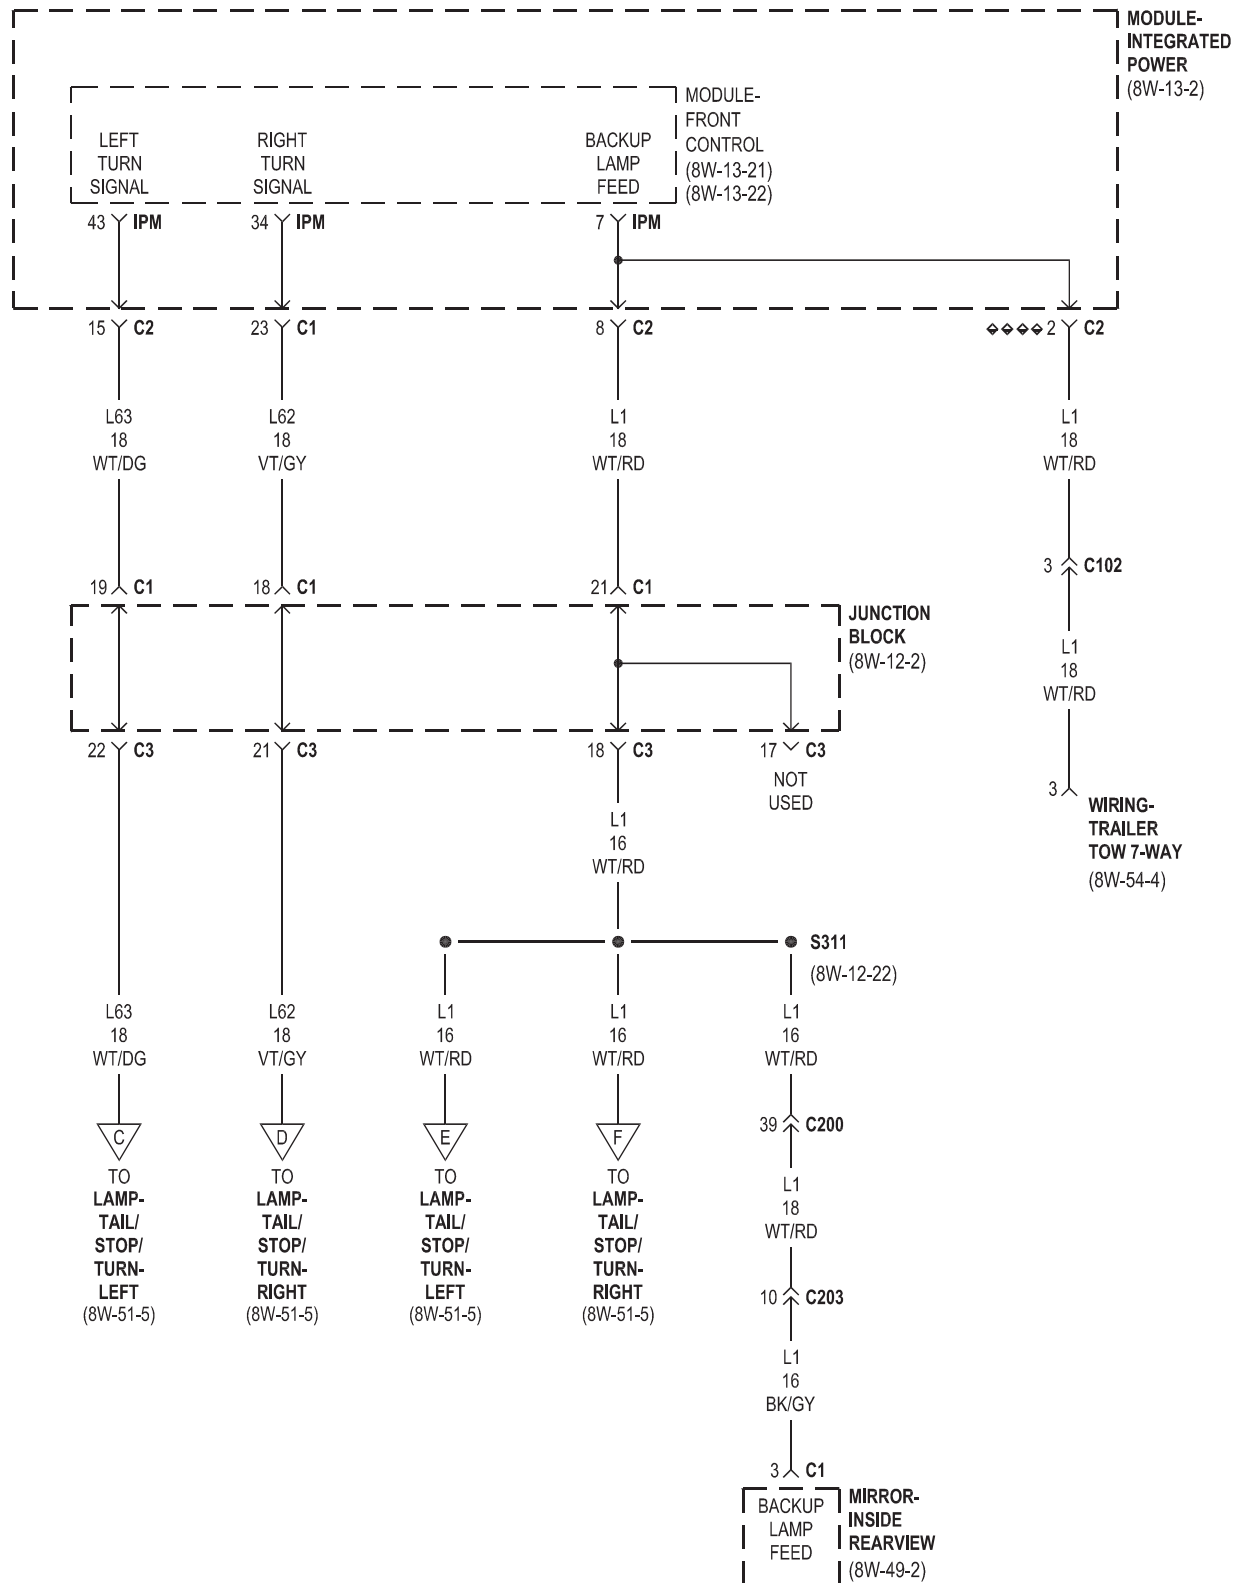 MODULE-
INTEGRATED
POWER
(8W-13-2)
MODULE-
FRONT
CONTROL
(8W-13-21)
(8W-13-22)
LEFT
TURN
SIGNAL
RIGHT
TURN
SIGNAL
BACKUP
LAMP
FEED
43 IPM
34 IPM
7 IPM
15 C2
23 C1
8 C2
2 C2
L63
18
WT/DG
L62
18
VT/GY
L1
18
WT/RD
L1
18
WT/RD
3 C102
19 C1
18 C1
21 C1
JUNCTION
BLOCK
(8W-12-2)
L1
18
WT/RD
22 C3
21 C3
18 C3
17 C3
NOT
USED
3
WIRING-
TRAILER
TOW 7-WAY
(8W-54-4)
L1
16
WT/RD
S311
(8W-12-22)
L63
18
WT/DG
L62
18
VT/GY
L1
16
WT/RD
L1
16
WT/RD
L1
16
WT/RD
C
TO
LAMP-
TAIL/
STOP/
TURN-
LEFT
(8W-51-5)
D
TO
LAMP-
TAIL/
STOP/
TURN-
RIGHT
(8W-51-5)
E
TO
LAMP-
TAIL/
STOP/
TURN-
LEFT
(8W-51-5)
F
TO
LAMP-
TAIL/
STOP/
TURN-
RIGHT
(8W-51-5)
39 C200
L1
18
WT/RD
10 C203
L1
16
BK/GY
3 C1
BACKUP
LAMP
FEED
MIRROR-
INSIDE
REARVIEW
(8W-49-2)